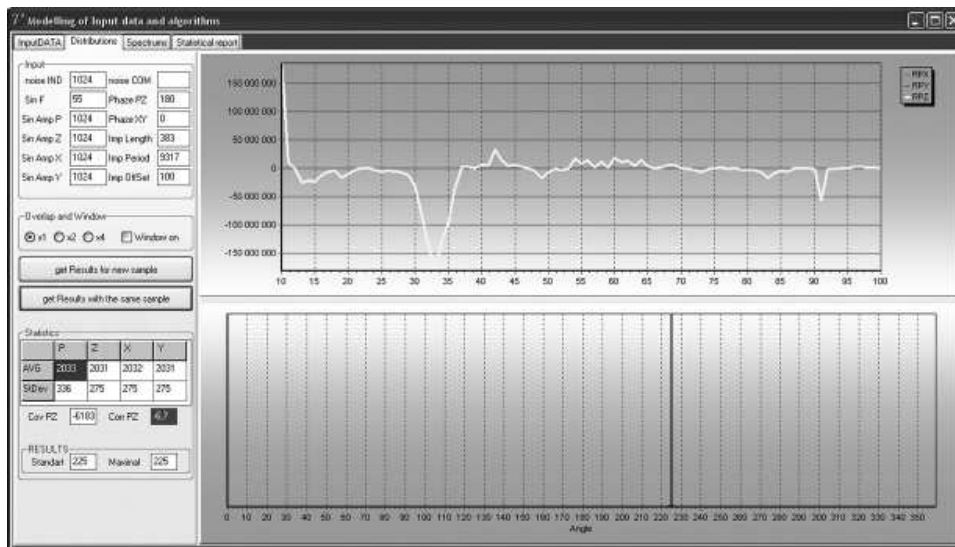 Modelling of Input data and algorithms
InputDATA Distributions Spectrums Statistical report
Input
noise IND 1024 noise COM
Sin F 55 Phaze PZ 180
Sin Amp P 1024 Phaze XY 0
Sin Amp Z 1024 Imp Length 383
Sin Amp X 1024 Imp Period 9317
Sin Amp Y 1024 Imp OffSet 100
Overlap and Window
x1 x2 x4 Window on
get Results for new sample
get Results with the same sample
Statistics
P Z X Y
AVG 2033 2031 2032 2031
StDev 336 275 275 275
Cov PZ -6183 Corr PZ
RESULTS
Standart 225 Maximal 225
150 000 000
100 000 000
50 000 000
0
-50 000 000
-100 000 000
-150 000 000
10 15 20 25 30 35 40 45 50 55 60 65 70 75 80 85 90 95 100
RPX
RPY
RPZ
0 10 20 30 40 50 60 70 80 90 100 110 120 130 140 150 160 170 180 190 200 210 220 230 240 250 260 270 280 290 300 310 320 330 340 350
Angle